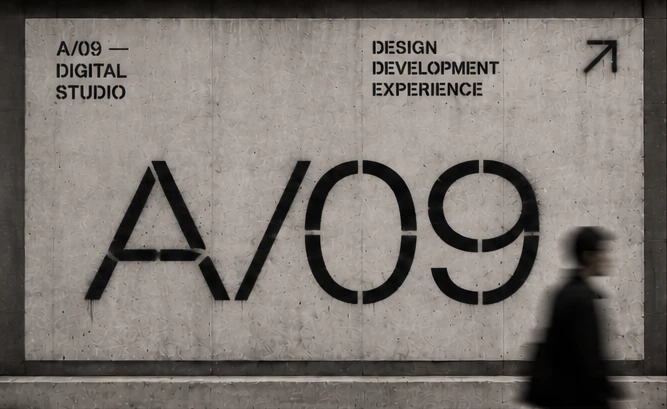 A/09 —
DIGITAL
STUDIO
DESIGN
DEVELOPMENT
EXPERIENCE
A/09